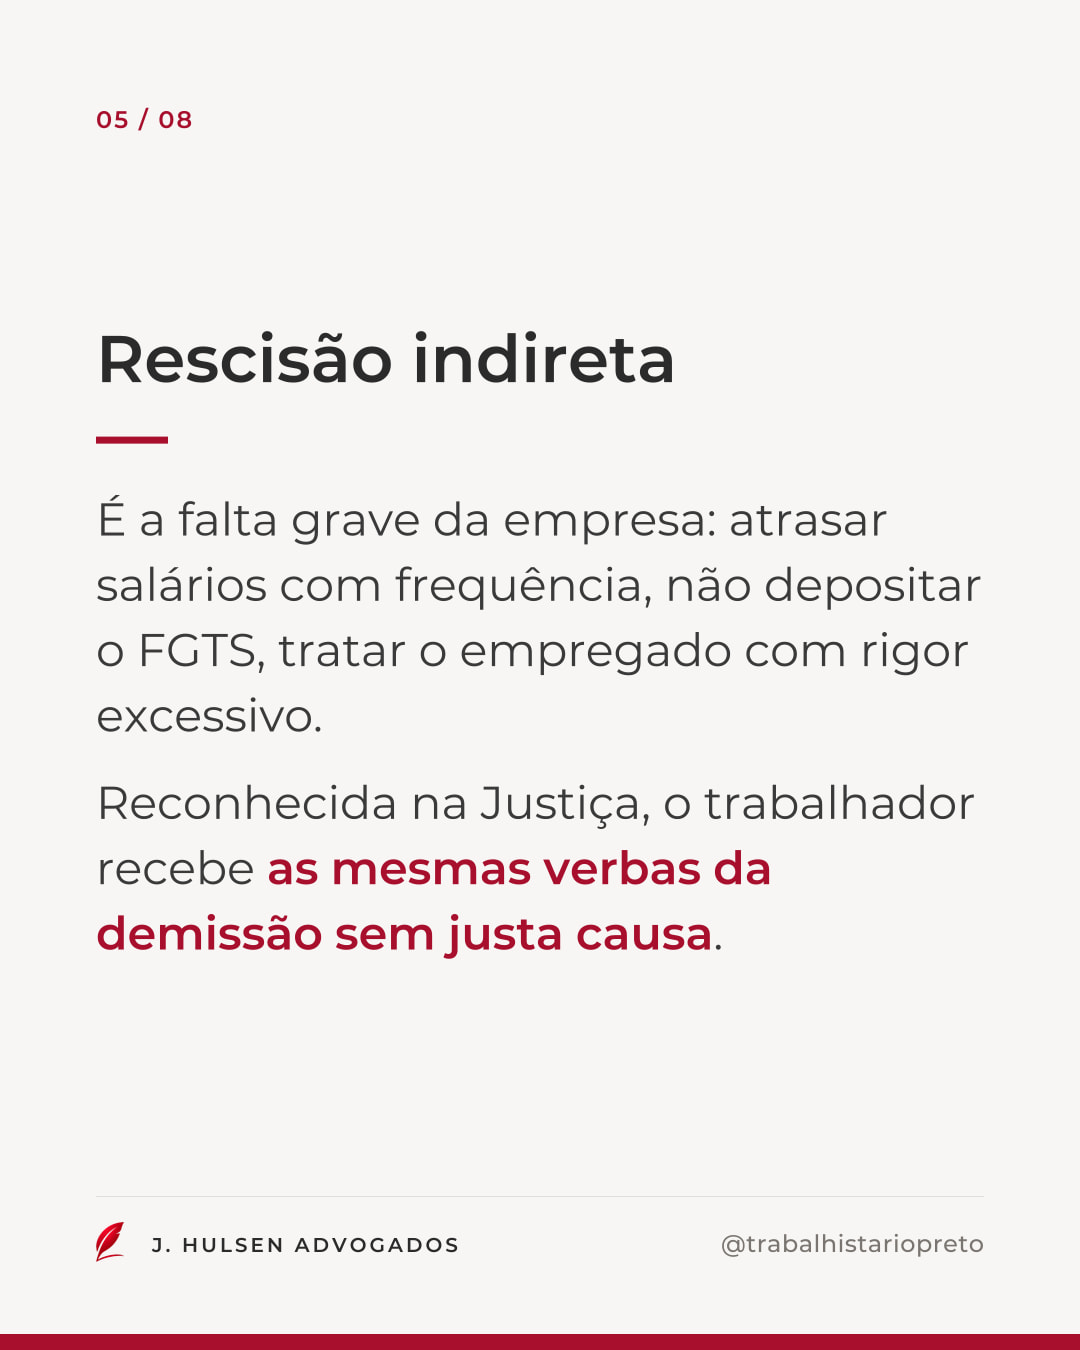 05 / 08
Rescisão indireta
É a falta grave da empresa: atrasar
salários com frequência, não depositar
o FGTS, tratar o empregado com rigor
excessivo.
Reconhecida na Justiça, o trabalhador
recebe as mesmas verbas da
demissão sem justa causa.
J. HULSEN ADVOGADOS
@trabalhistariopreto